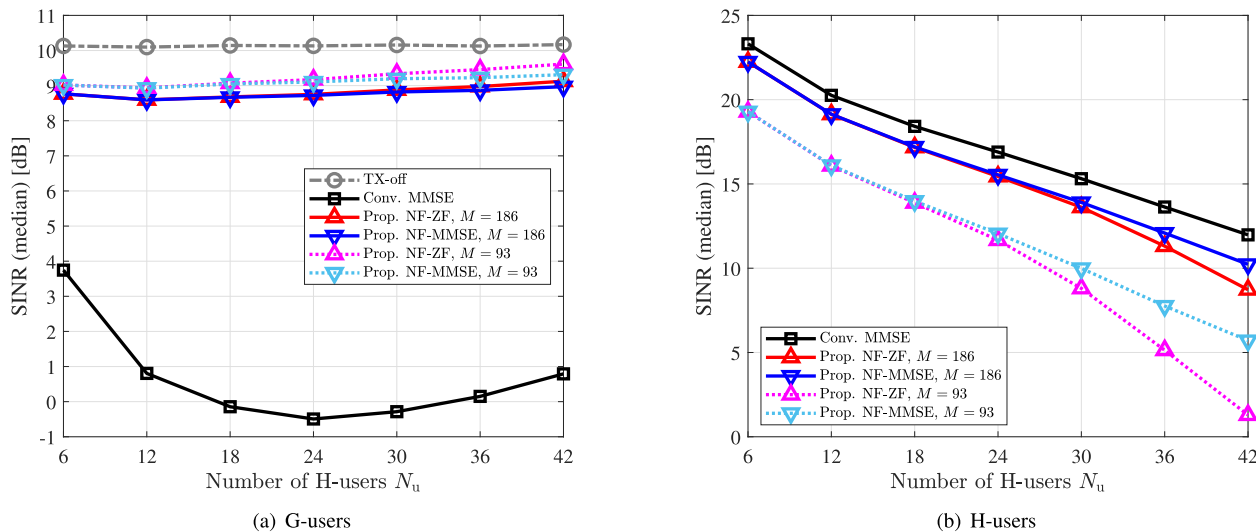 11
10
9
8
7
6
5
4
3
2
1
0
-1
SINR (median) [dB]
TX-off
Conv. MMSE
Prop. NF-ZF, M = 186
Prop. NF-MMSE, M = 186
Prop. NF-ZF, M = 93
Prop. NF-MMSE, M = 93
6 12 18 24 30 36 42
Number of H-users Nu
(a) G-users
25
20
15
10
5
0
SINR (median) [dB]
Conv. MMSE
Prop. NF-ZF, M = 186
Prop. NF-MMSE, M = 186
Prop. NF-ZF, M = 93
Prop. NF-MMSE, M = 93
6 12 18 24 30 36 42
Number of H-users Nu
(b) H-users